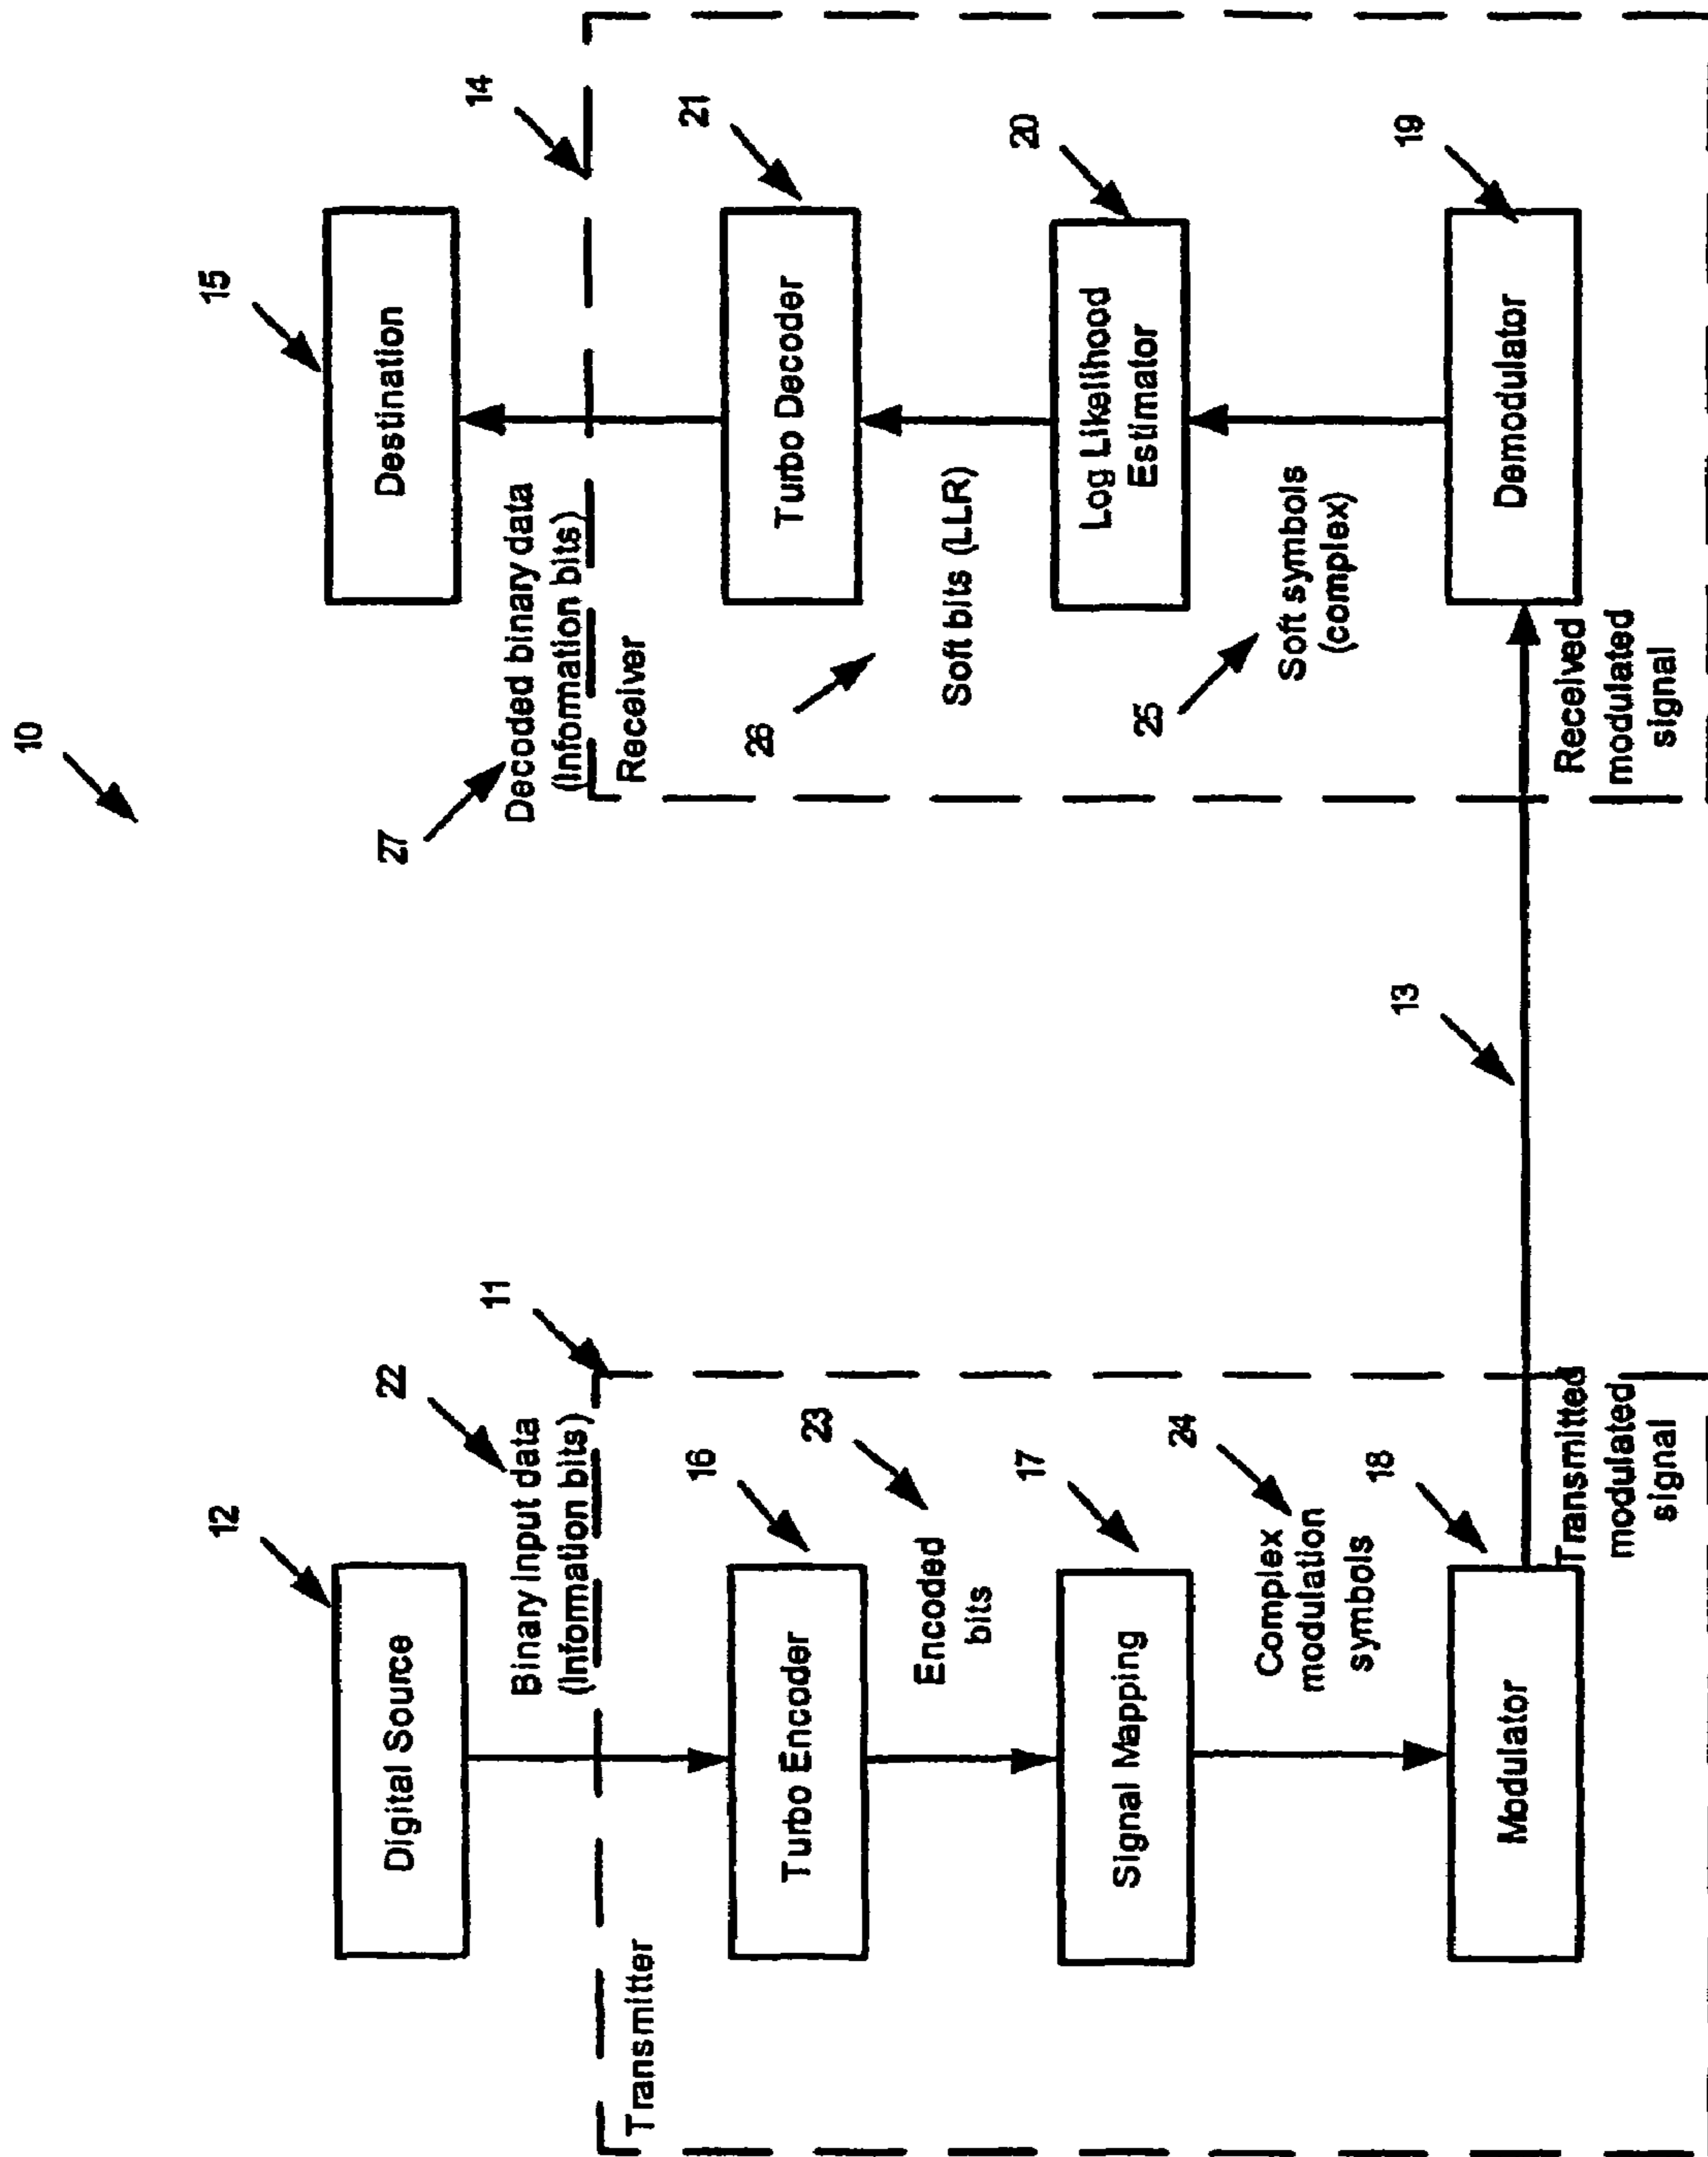 10
12
Digital Source
22
Binary input data
(Information bits)
11
Transmitter
16
Turbo Encoder
23
Encoded
bits
17
Signal Mapping
24
Complex
modulation
symbols
18
Modulator
Transmitted
modulated
signal
13
15
Destination
27
Decoded binary data
(Information bits)
14
Receiver
21
Turbo Decoder
26
Soft bits (LLR)
20
Log Likelihood
Estimator
25
Soft symbols
(complex)
19
Demodulator
Received
modulated
signal